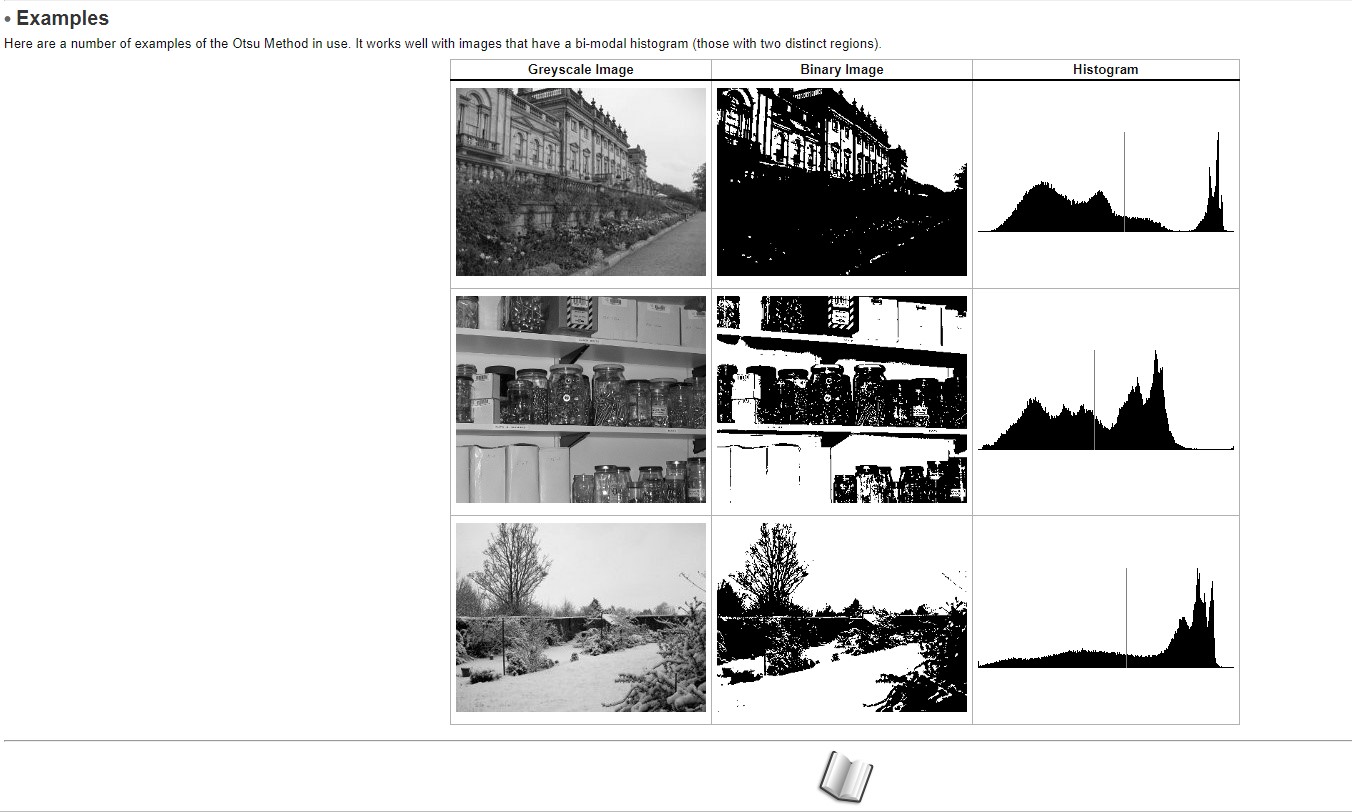 • Examples
Here are a number of examples of the Otsu Method in use. It works well with images that have a bi-modal histogram (those with two distinct regions).
Greyscale Image Binary Image Histogram